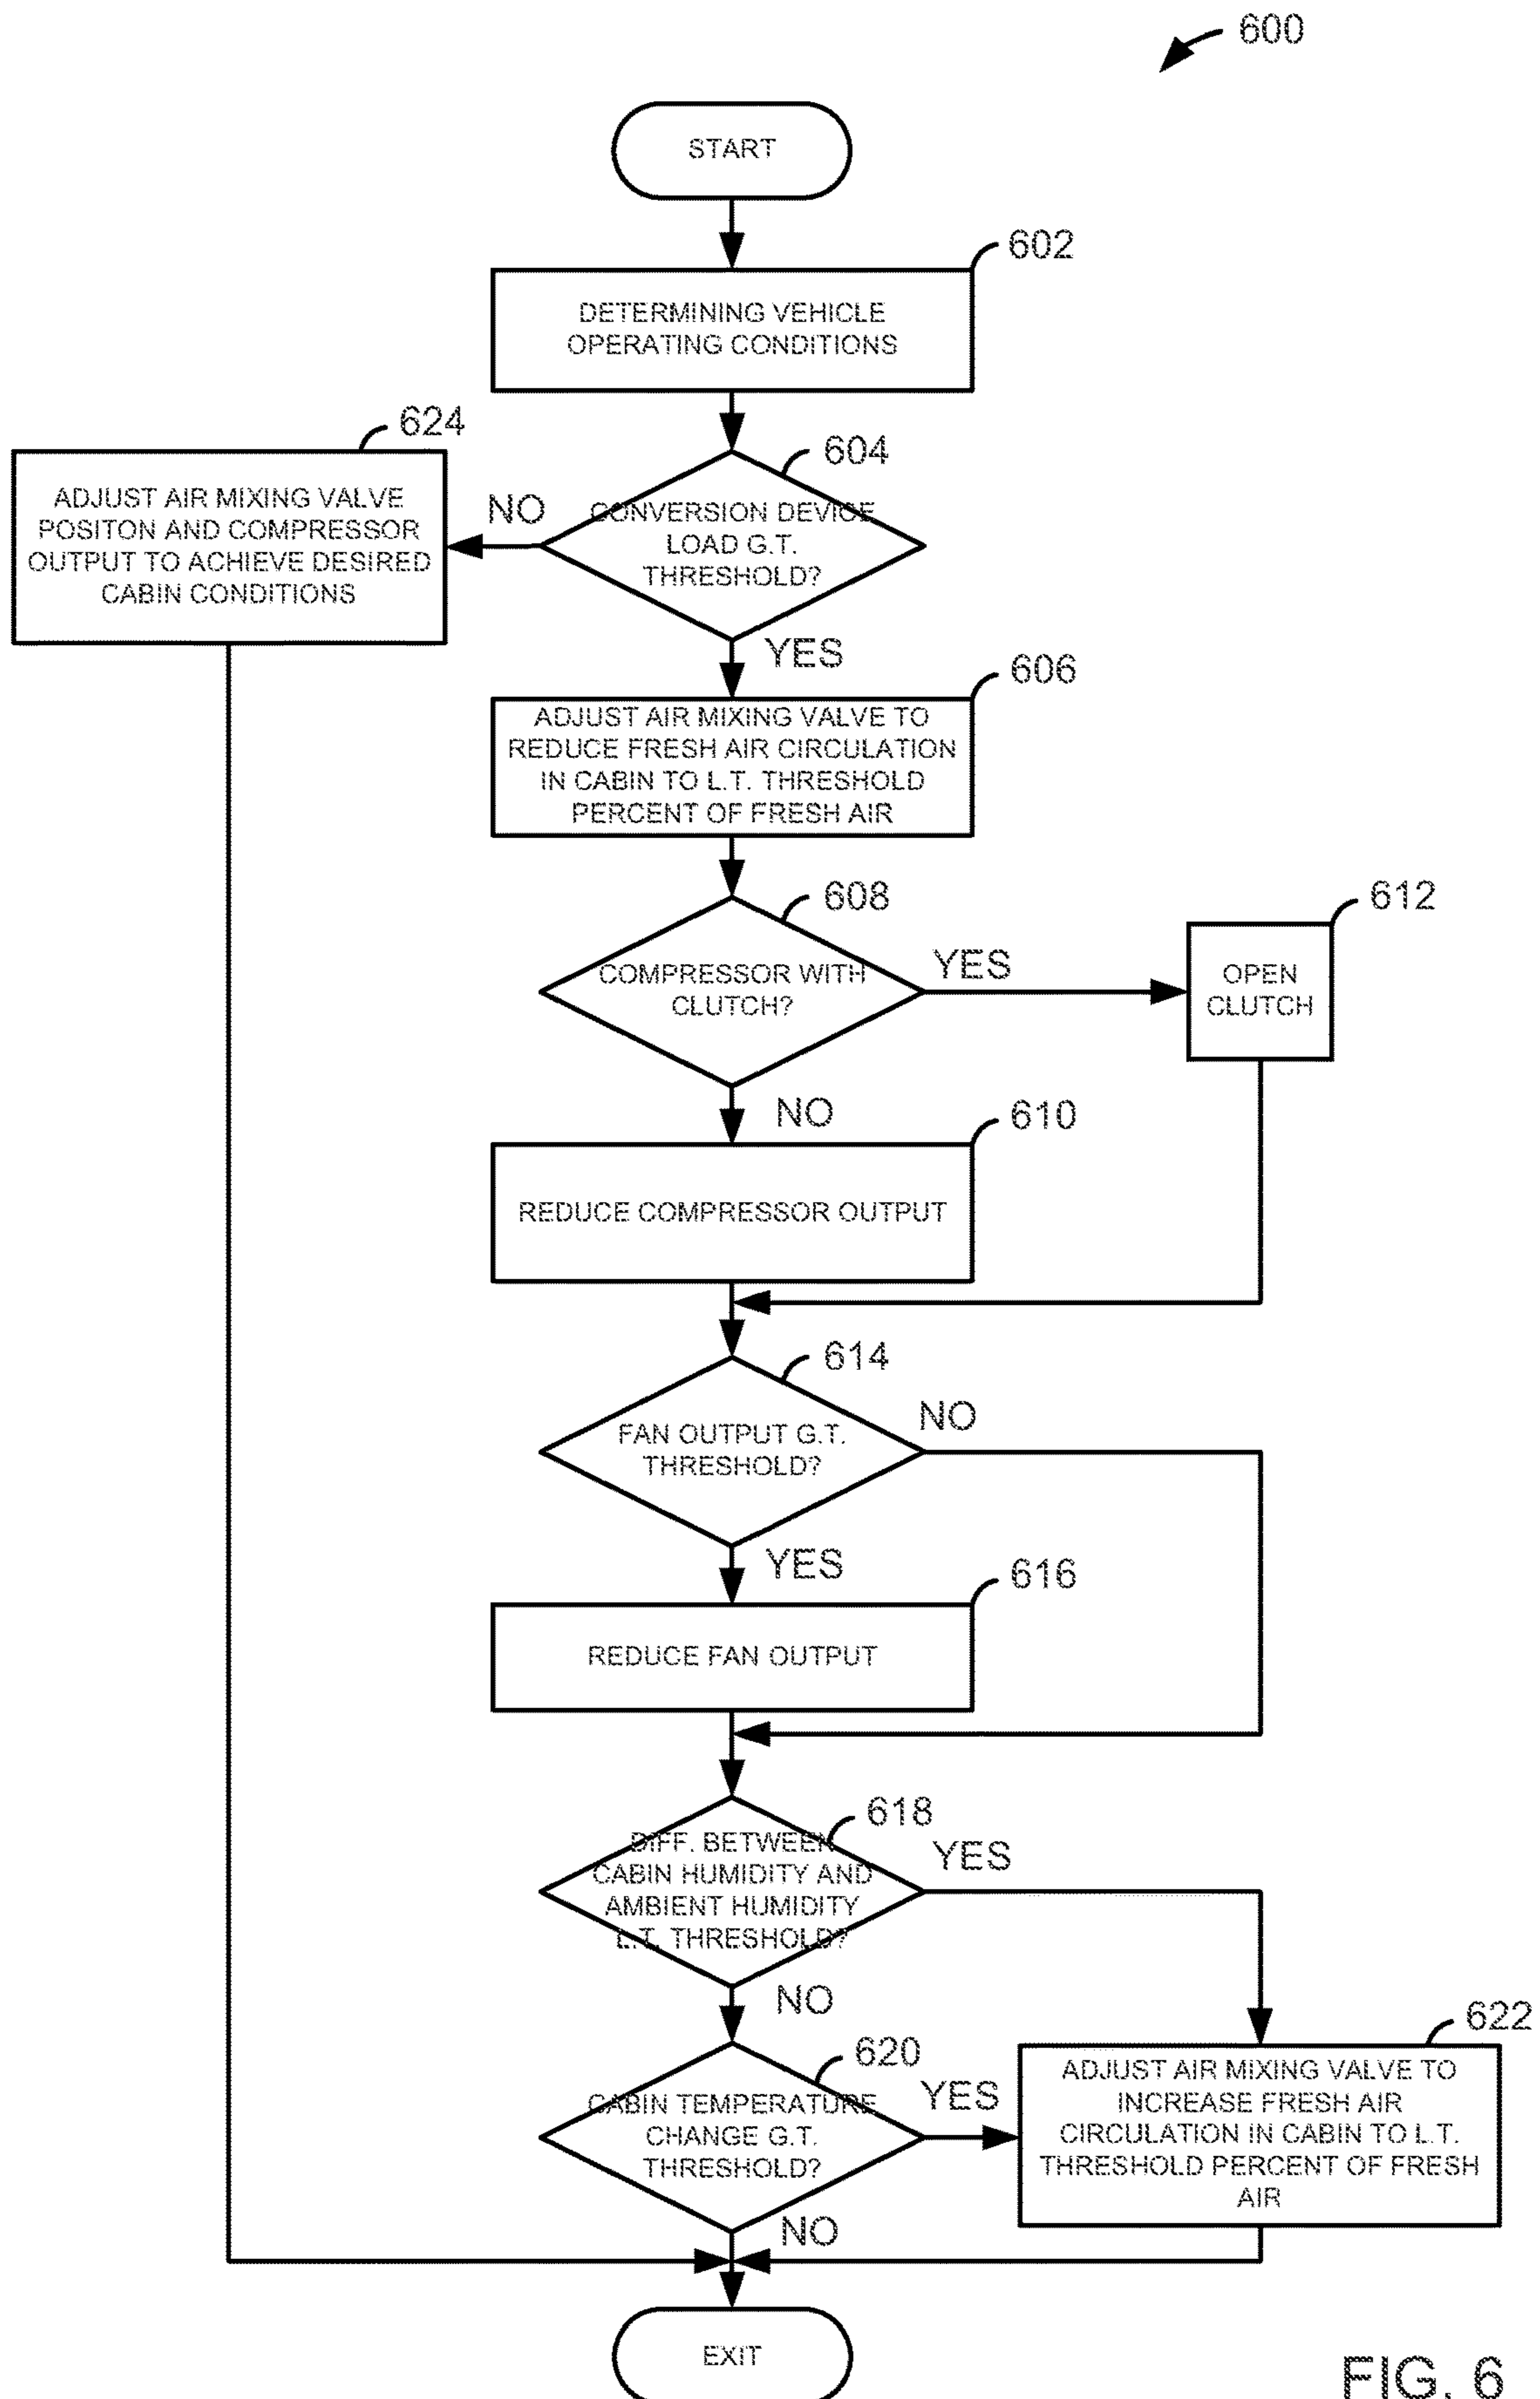 600
START
602
DETERMINING VEHICLE
OPERATING CONDITIONS
624
604
ADJUST AIR MIXING VALVE
POSITON AND COMPRESSOR
OUTPUT TO ACHIEVE DESIRED
CABIN CONDITIONS
NO
CONVERSION DEVICE
LOAD G.T.
THRESHOLD?
YES
606
ADJUST AIR MIXING VALVE TO
REDUCE FRESH AIR CIRCULATION
IN CABIN TO L.T. THRESHOLD
PERCENT OF FRESH AIR
608
612
COMPRESSOR WITH
CLUTCH?
YES
OPEN
CLUTCH
NO
610
REDUCE COMPRESSOR OUTPUT
614
FAN OUTPUT G.T.
THRESHOLD?
NO
YES
616
REDUCE FAN OUTPUT
618
DIFF. BETWEEN
CABIN HUMIDITY AND
AMBIENT HUMIDITY
L.T. THRESHOLD?
YES
NO
620
622
CABIN TEMPERATURE
CHANGE G.T.
THRESHOLD?
YES
ADJUST AIR MIXING VALVE TO
INCREASE FRESH AIR
CIRCULATION IN CABIN TO L.T.
THRESHOLD PERCENT OF FRESH
AIR
NO
EXIT
FIG. 6